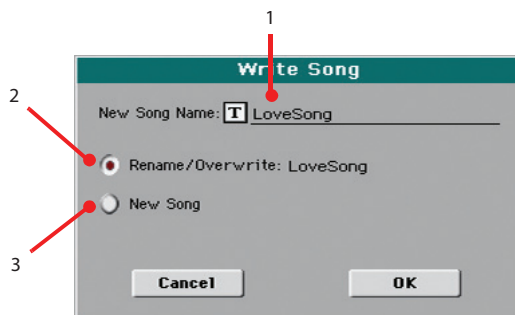 1
Write Song
2
New Song Name: T LoveSong
Rename/Overwrite: LoveSong
New Song
3
Cancel OK